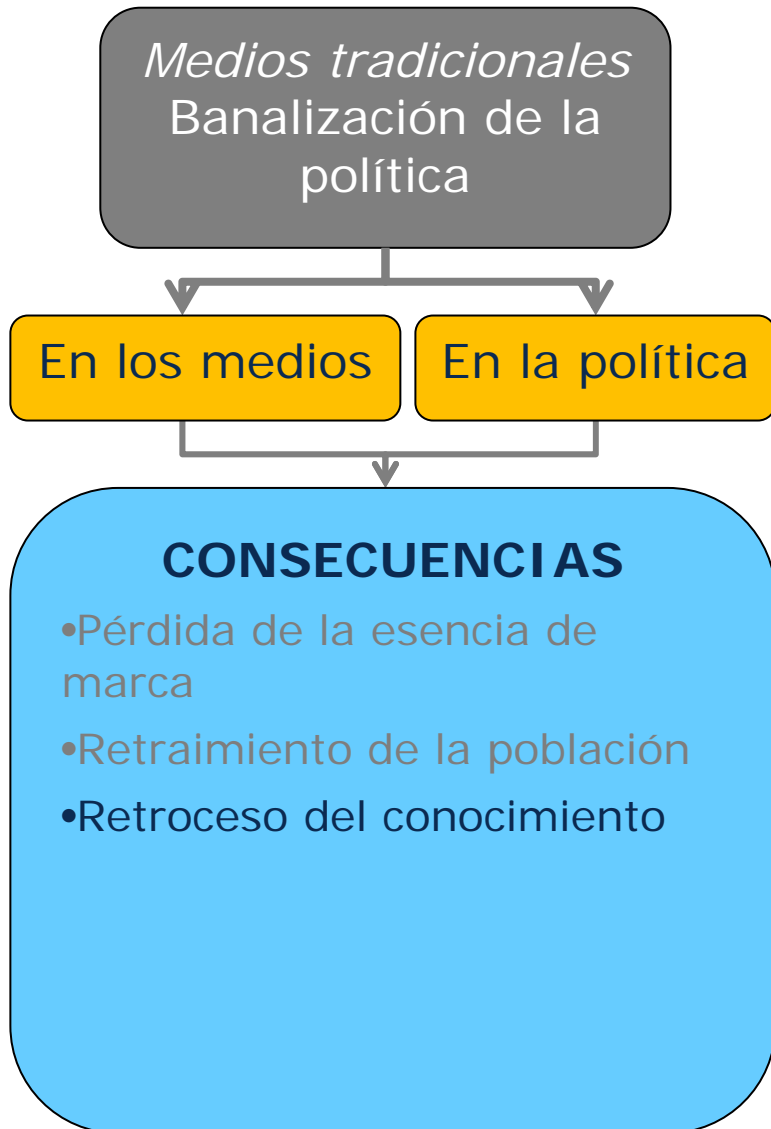 Medios tradicionales
Banalización de la
política
En los medios
En la política
CONSECUENCIAS
•Pérdida de la esencia de
marca
•Retraimiento de la población
•Retroceso del conocimiento